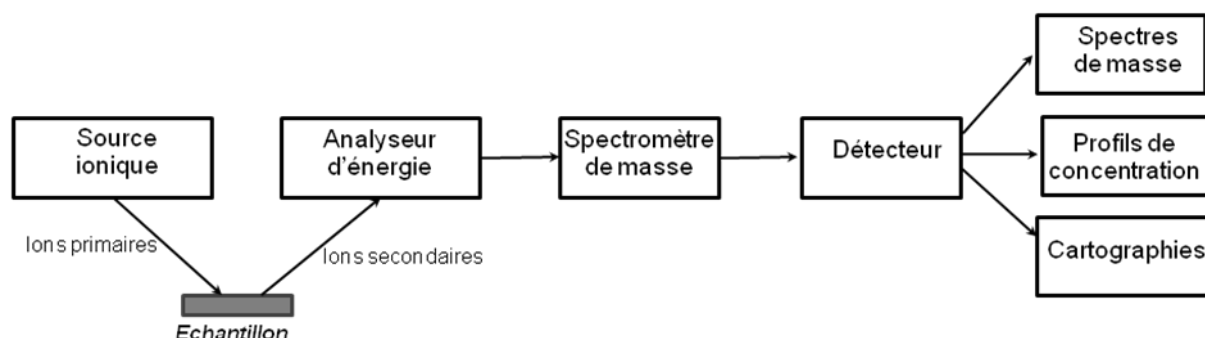 Source
ionique
Analyseur
d'énergie
Spectromètre
de masse
Détecteur
Spectres
de masse
Profils de
concentration
Cartographies
Ions primaires
Ions secondaires
Echantillon